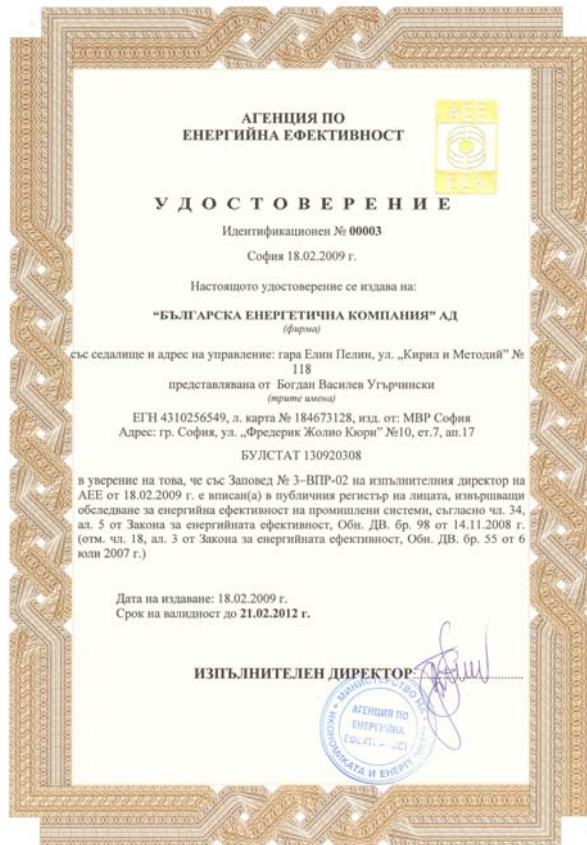 АГЕНЦИЯ ПО
ЕНЕРГИЙНА ЕФЕКТИВНОСТ
АЕЕ
EEA
У Д О С Т О В Е Р Е Н И Е
Идентификационен № 00003
София 18.02.2009 г.
Настоящото удостоверение се издава на:
“БЪЛГАРСКА ЕНЕРГЕТИЧНА КОМПАНИЯ” АД
(фирма)
със седалище и адрес на управление: гара Елин Пелин, ул. „Кирил и Методий” №
118
представлявана от Богдан Василев Угърчински
(трите имена)
ЕГН 4310256549, л. карта № 184673128, изд. от: МВР София
Адрес: гр. София, ул. „Фредерик Жолио Кюри” №10, ет.7, ап.17
БУЛСТАТ 130920308
в уверение на това, че със Заповед № 3–ВПР-02 на изпълнителния директор на
АЕЕ от 18.02.2009 г. е вписан(а) в публичния регистър на лицата, извършващи
обследване за енергийна ефективност на промишлени системи, съгласно чл. 34,
ал. 5 от Закона за енергийната ефективност, Обн. ДВ. бр. 98 от 14.11.2008 г.
(отм. чл. 18, ал. 3 от Закона за енергийната ефективност, Обн. ДВ. бр. 55 от 6
юли 2007 г.)
Дата на издаване: 18.02.2009 г.
Срок на валидност до 21.02.2012 г.
ИЗПЪЛНИТЕЛЕН ДИРЕКТОР:
МИНИСТЕРСТВО НА
ИКОНОМИКАТА И
АГЕНЦИЯ ПО
ЕНЕРГИЙНА